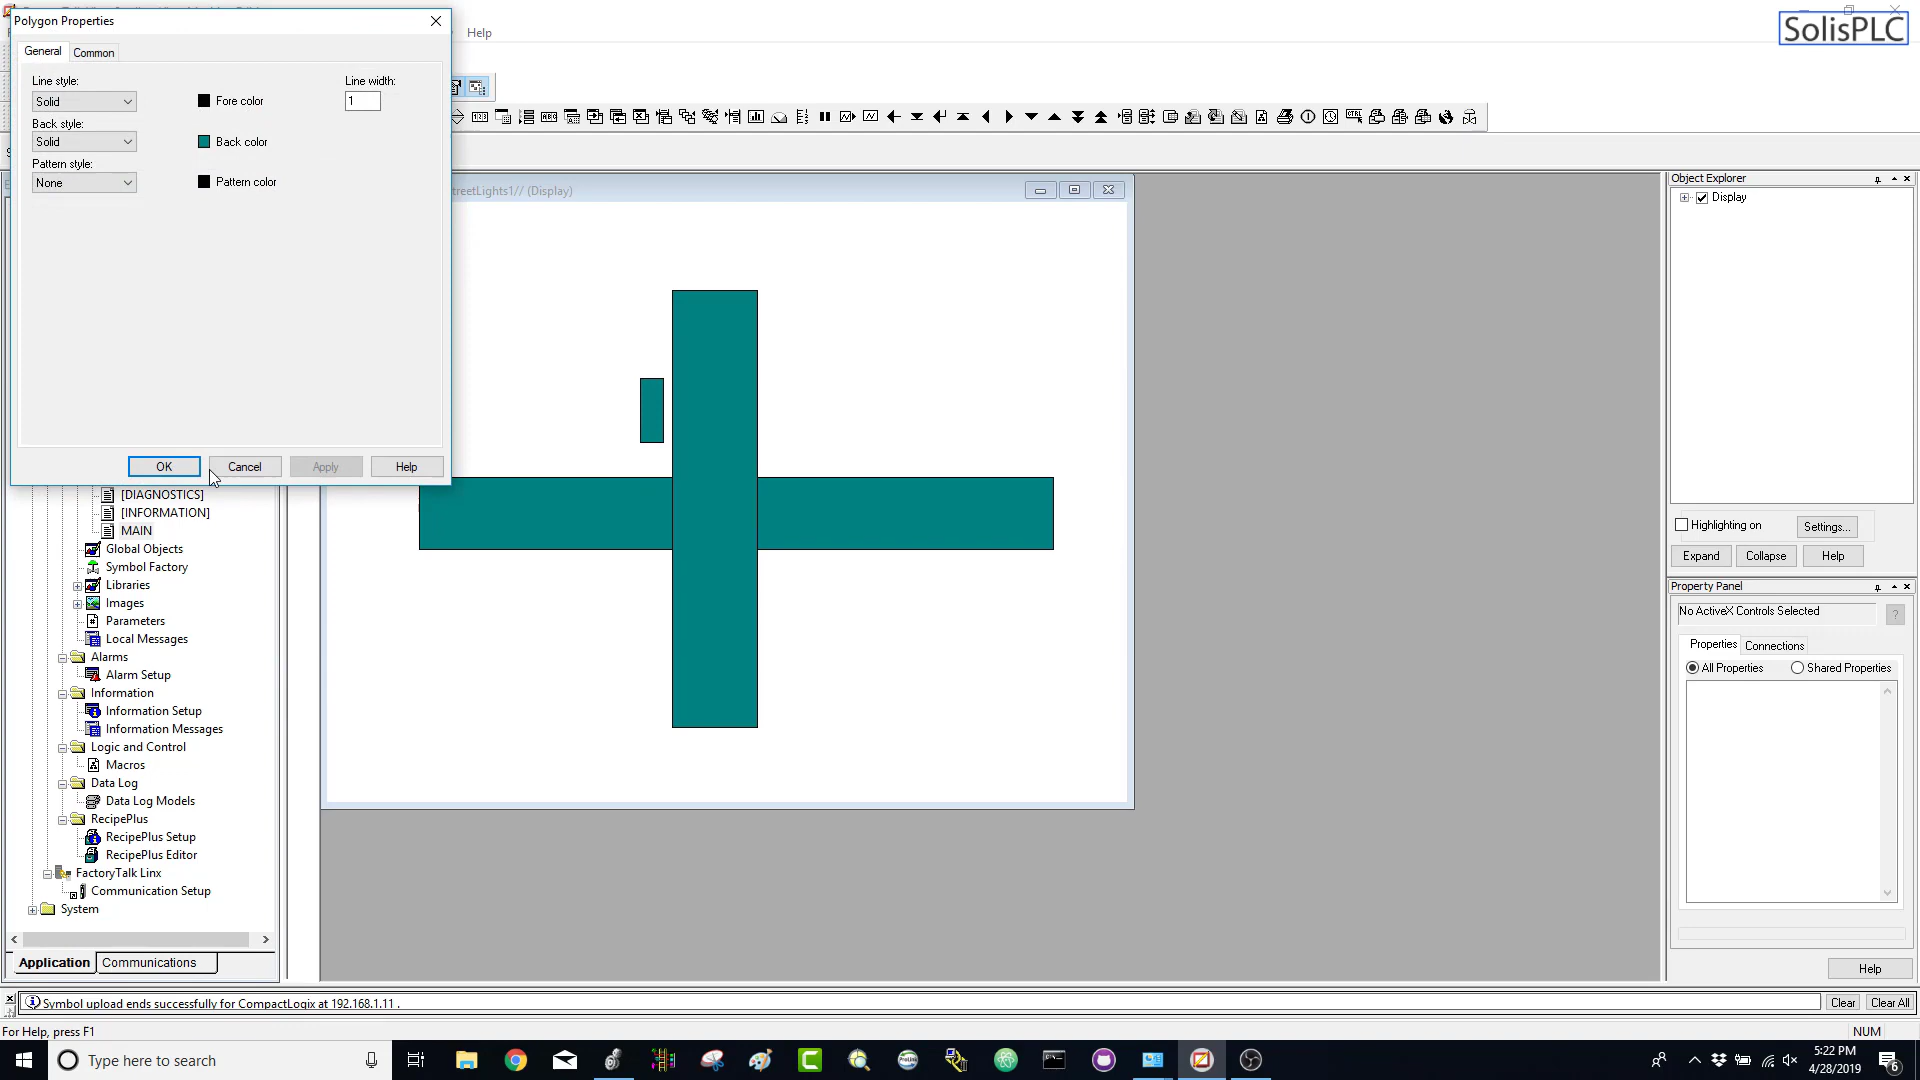 Polygon Properties
Help
SolisPLC
General
Common
Line style:
Line width:
Solid
Fore color
1
Back style:
Solid
Back color
Pattern style:
None
Pattern color
OK
Cancel
Apply
Help
treetLights1// (Display)
Object Explorer
Display
Highlighting on
Settings...
Expand
Collapse
Help
Property Panel
No ActiveX Controls Selected
?
Properties
Connections
All Properties
Shared Properties
Help
[DIAGNOSTICS]
[INFORMATION]
MAIN
Global Objects
Symbol Factory
Libraries
Images
Parameters
Local Messages
Alarms
Alarm Setup
Information
Information Setup
Information Messages
Logic and Control
Macros
Data Log
Data Log Models
RecipePlus
RecipePlus Setup
RecipePlus Editor
FactoryTalk Linx
Communication Setup
System
Application
Communications
Symbol upload ends successfully for CompactLogix at 192.168.1.11 .
Clear
Clear All
For Help, press F1
NUM
Type here to search
5:22 PM
4/28/2019
6